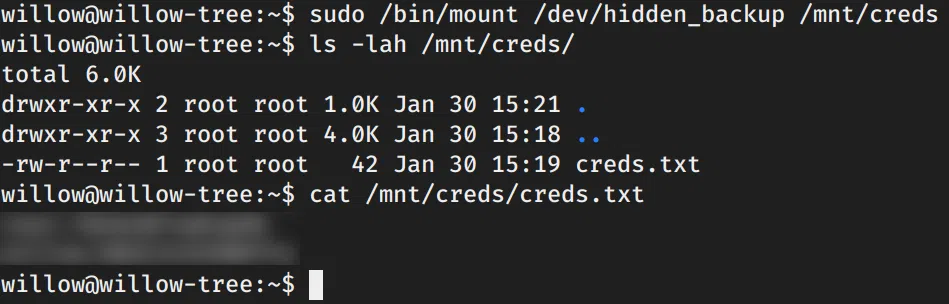 willow@willow-tree:~$ sudo /bin/mount /dev/hidden_backup /mnt/creds
willow@willow-tree:~$ ls -lah /mnt/creds/
total 6.0K
drwxr-xr-x 2 root root 1.0K Jan 30 15:21 .
drwxr-xr-x 3 root root 4.0K Jan 30 15:18 ..
-rw-r--r-- 1 root root   42 Jan 30 15:19 creds.txt
willow@willow-tree:~$ cat /mnt/creds/creds.txt
willow@willow-tree:~$